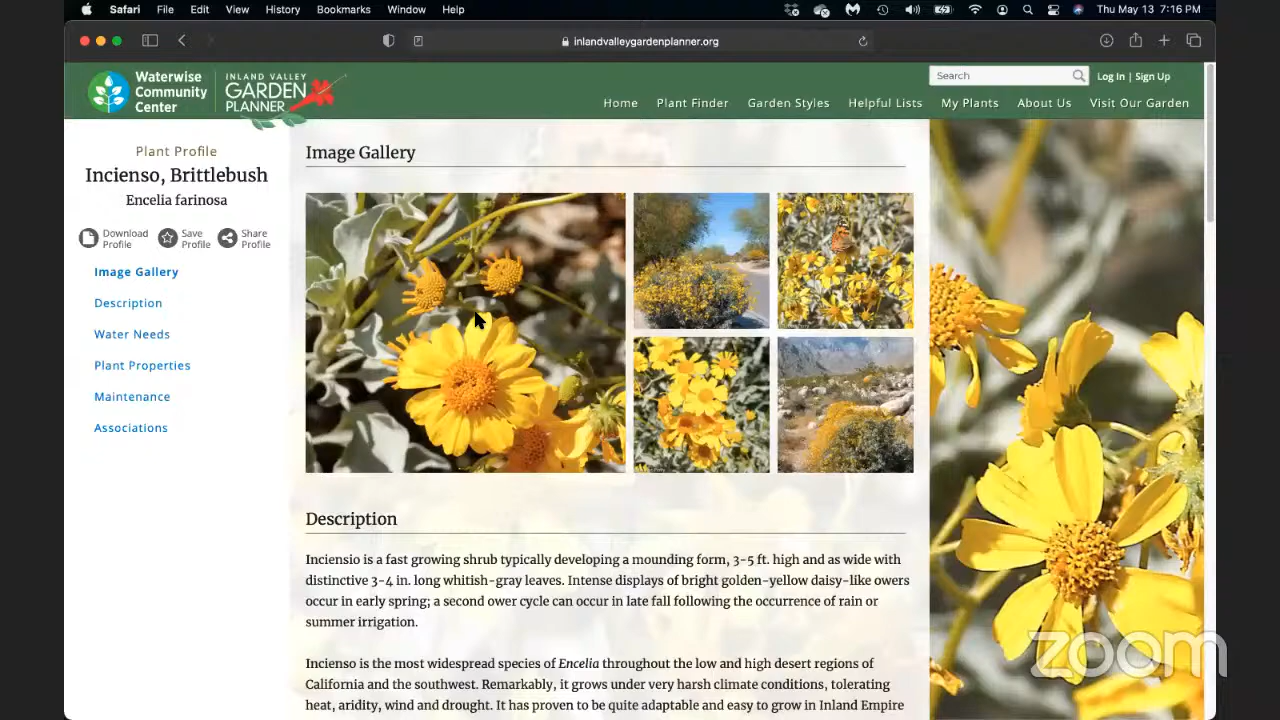 Safari File Edit View History Bookmarks Window Help Thu May 13 7:16 PM
inlandvalleygardenplanner.org
Waterwise
Community
Center
INLAND VALLEY
GARDEN
PLANNER
Search
Log In | Sign Up
Home Plant Finder Garden Styles Helpful Lists My Plants About Us Visit Our Garden
Plant Profile
Incienso, Brittlebush
Encelia farinosa
Download
Profile
Save
Profile
Share
Profile
Image Gallery
Description
Water Needs
Plant Properties
Maintenance
Associations
Image Gallery
Description
Inciensio is a fast growing shrub typically developing a mounding form, 3-5 ft. high and as wide with
distinctive 3-4 in. long whitish-gray leaves. Intense displays of bright golden-yellow daisy-like owers
occur in early spring; a second ower cycle can occur in late fall following the occurrence of rain or
summer irrigation.
Incienso is the most widespread species of Encelia throughout the low and high desert regions of
California and the southwest. Remarkably, it grows under very harsh climate conditions, tolerating
heat, aridity, wind and drought. It has proven to be quite adaptable and easy to grow in Inland Empire
zoom